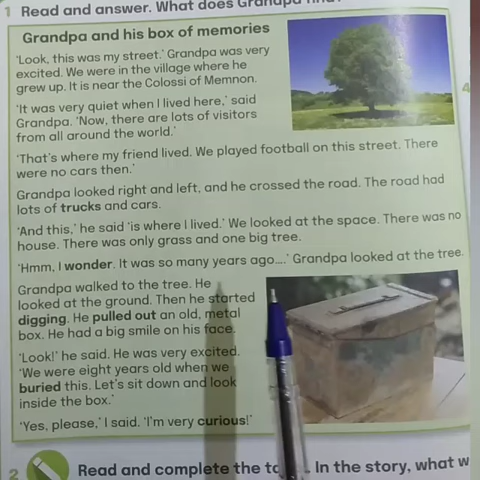 1 Read and answer. What does Grandpa find?
Grandpa and his box of memories
'Look, this was my street.' Grandpa was very
excited. We were in the village where he
grew up. It is near the Colossi of Memnon.
'It was very quiet when I lived here,' said
Grandpa. 'Now, there are lots of visitors
from all around the world.'
'That's where my friend lived. We played football on this street. There
were no cars then.'
Grandpa looked right and left, and he crossed the road. The road had
lots of trucks and cars.
'And this,' he said 'is where I lived.' We looked at the space. There was no
house. There was only grass and one big tree.
'Hmm, I wonder. It was so many years ago....' Grandpa looked at the tree.
Grandpa walked to the tree. He
looked at the ground. Then he started
digging. He pulled out an old, metal
box. He had a big smile on his face.
'Look!' he said. He was very excited.
'We were eight years old when we
buried this. Let's sit down and look
inside the box.'
'Yes, please,' I said. 'I'm very curious!'
2 Read and complete the In the story, what
4